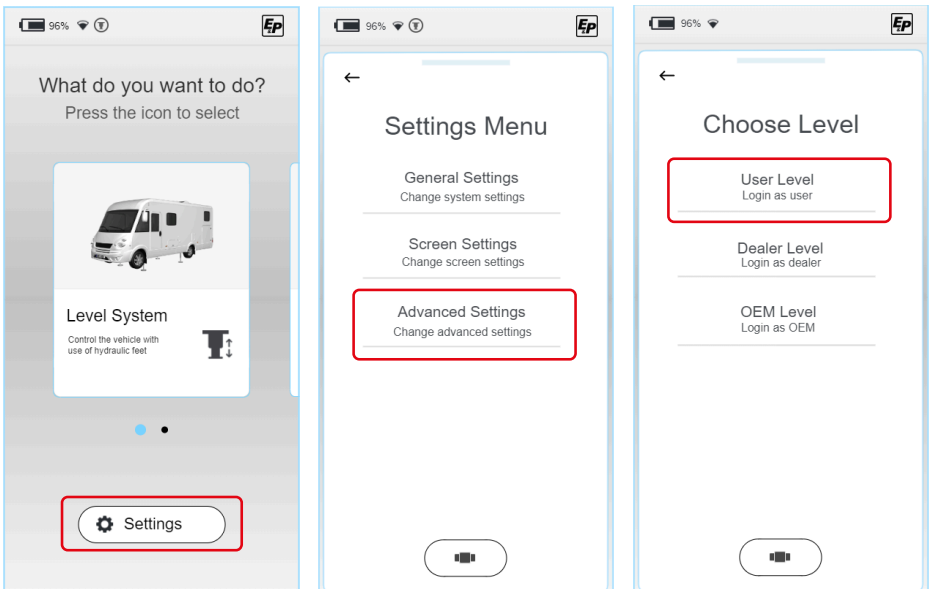 96%
E&P
What do you want to do?
Press the icon to select
Level System
Control the vehicle with
use of hydraulic feet
Settings
96%
E&P
Settings Menu
General Settings
Change system settings
Screen Settings
Change screen settings
Advanced Settings
Change advanced settings
96%
E&P
Choose Level
User Level
Login as user
Dealer Level
Login as dealer
OEM Level
Login as OEM